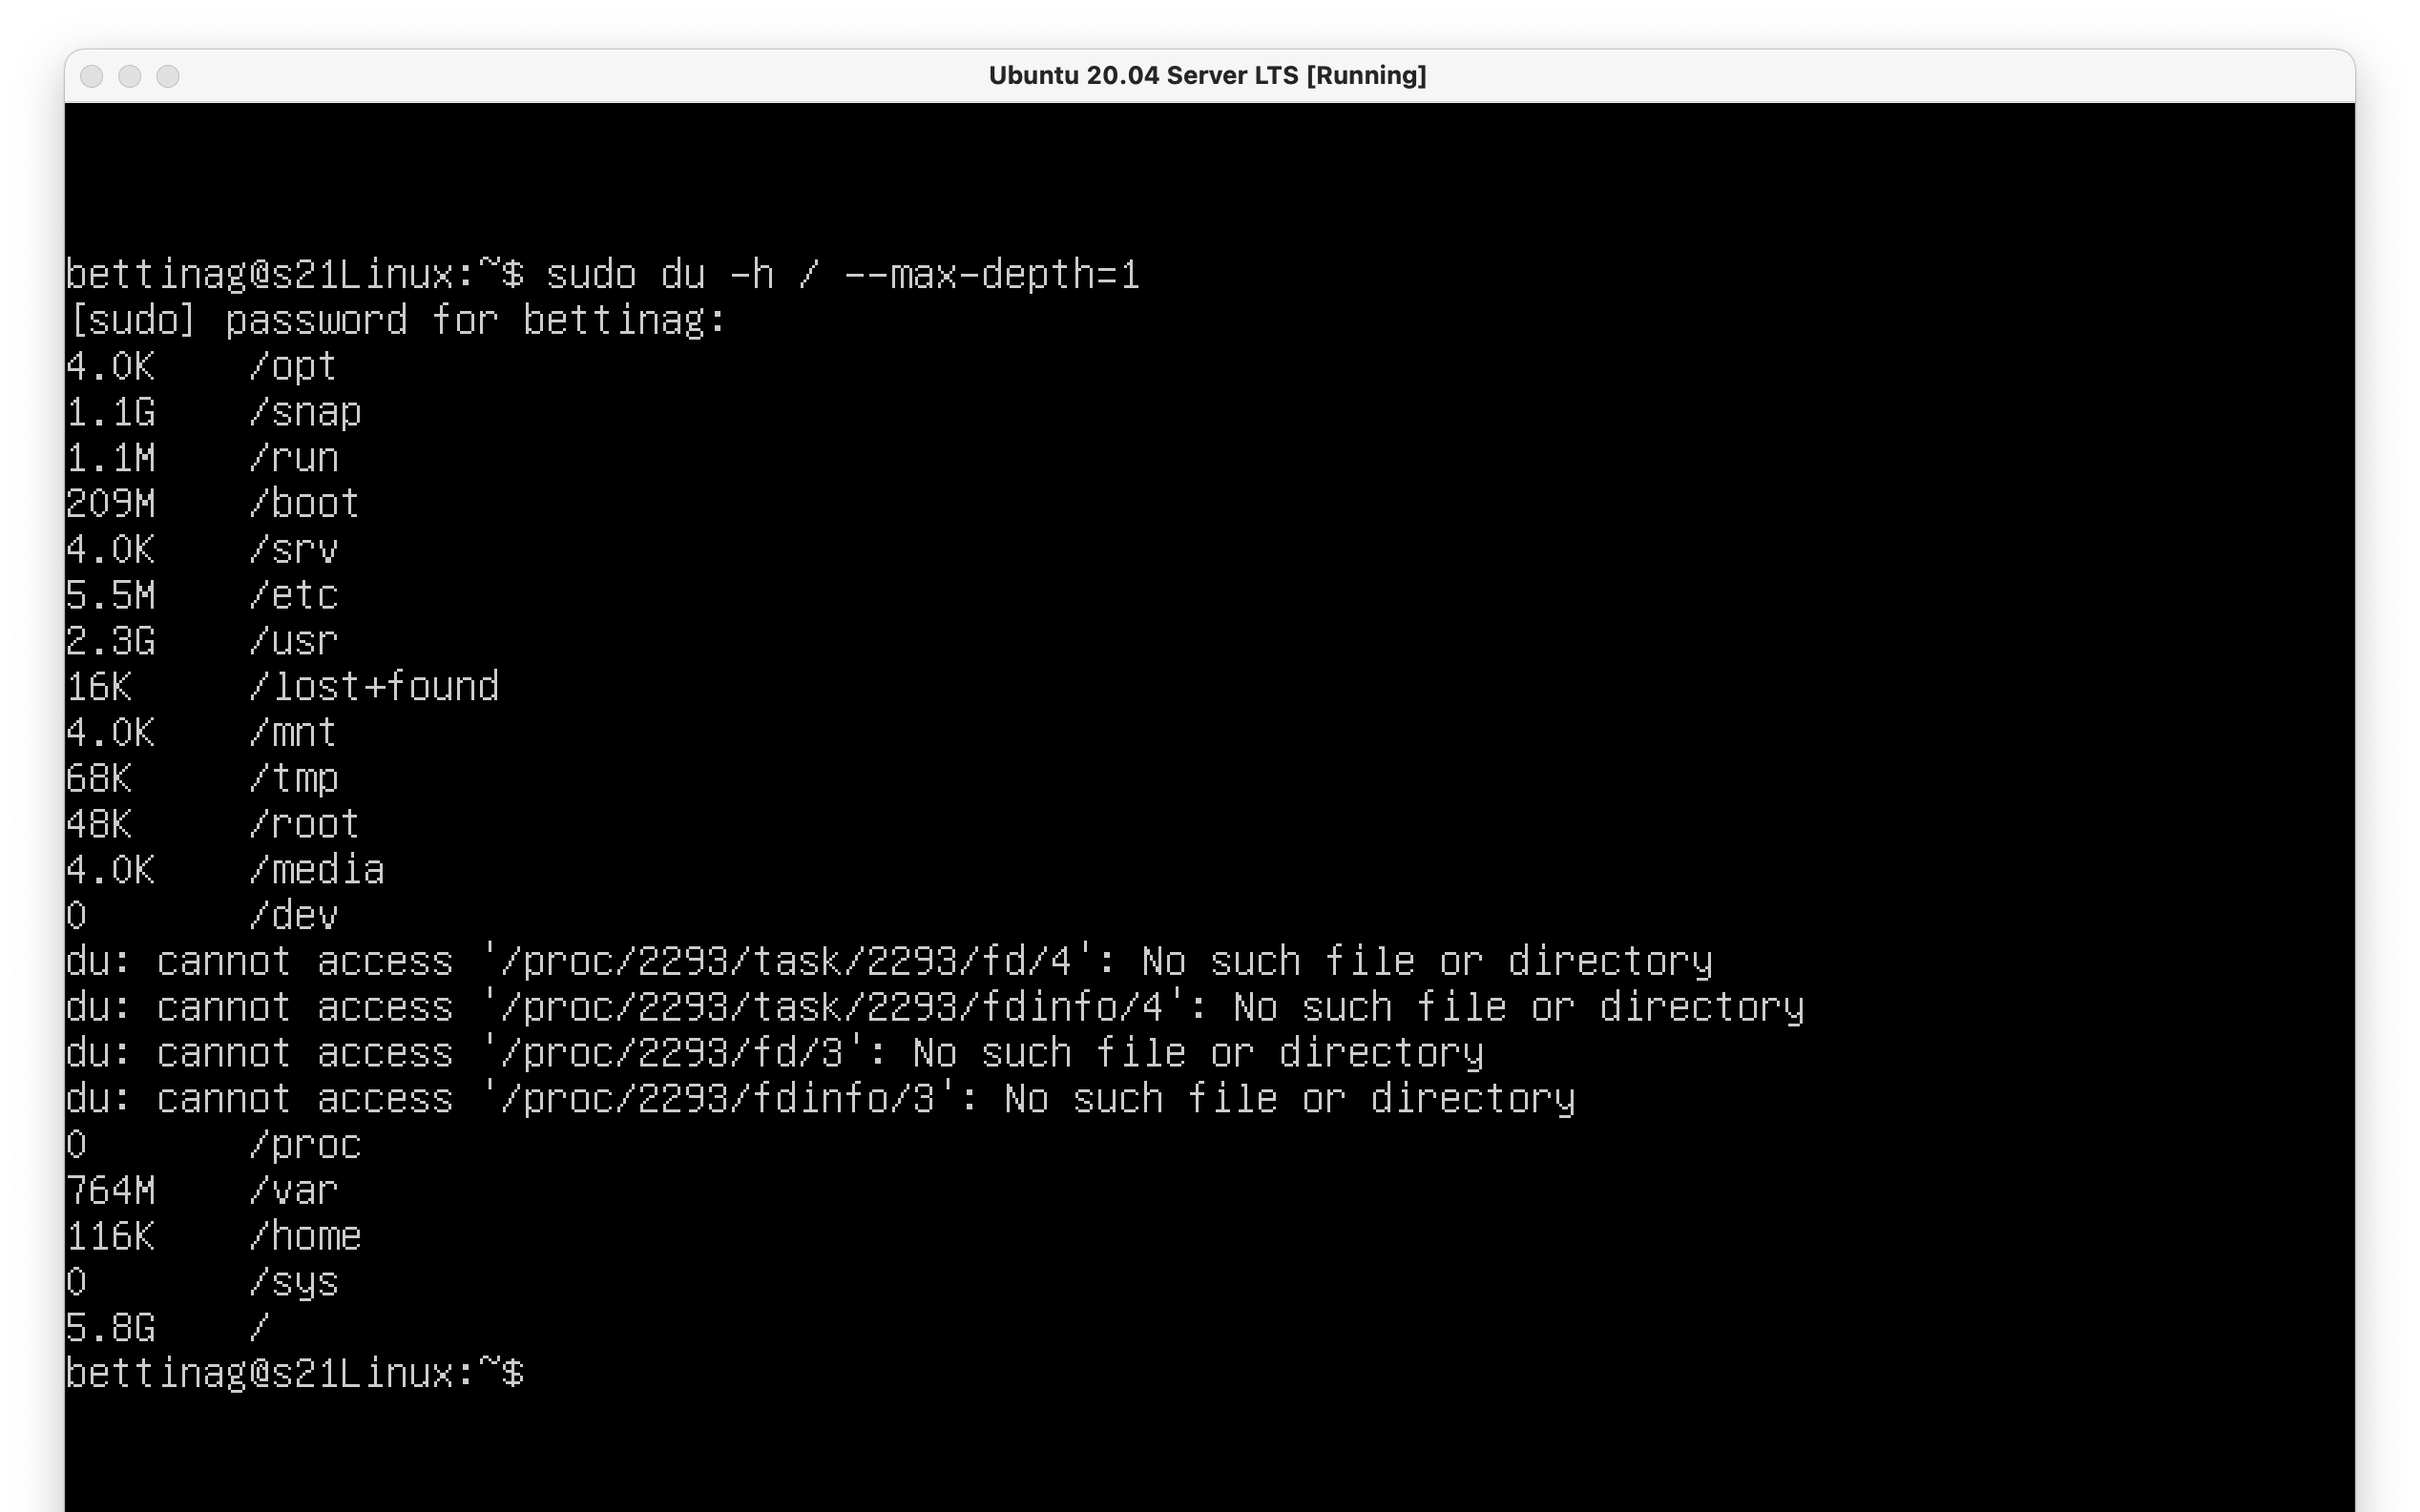 Ubuntu 20.04 Server LTS [Running]
bettinag@s21Linux:~$ sudo du -h / --max-depth=1
[sudo] password for bettinag:
4.0K    /opt
1.1G    /snap
1.1M    /run
209M    /boot
4.0K    /srv
5.5M    /etc
2.3G    /usr
16K     /lost+found
4.0K    /mnt
68K     /tmp
48K     /root
4.0K    /media
0       /dev
du: cannot access '/proc/2293/task/2293/fd/4': No such file or directory
du: cannot access '/proc/2293/task/2293/fdinfo/4': No such file or directory
du: cannot access '/proc/2293/fd/3': No such file or directory
du: cannot access '/proc/2293/fdinfo/3': No such file or directory
0       /proc
764M    /var
116K    /home
0       /sys
5.8G    /
bettinag@s21Linux:~$